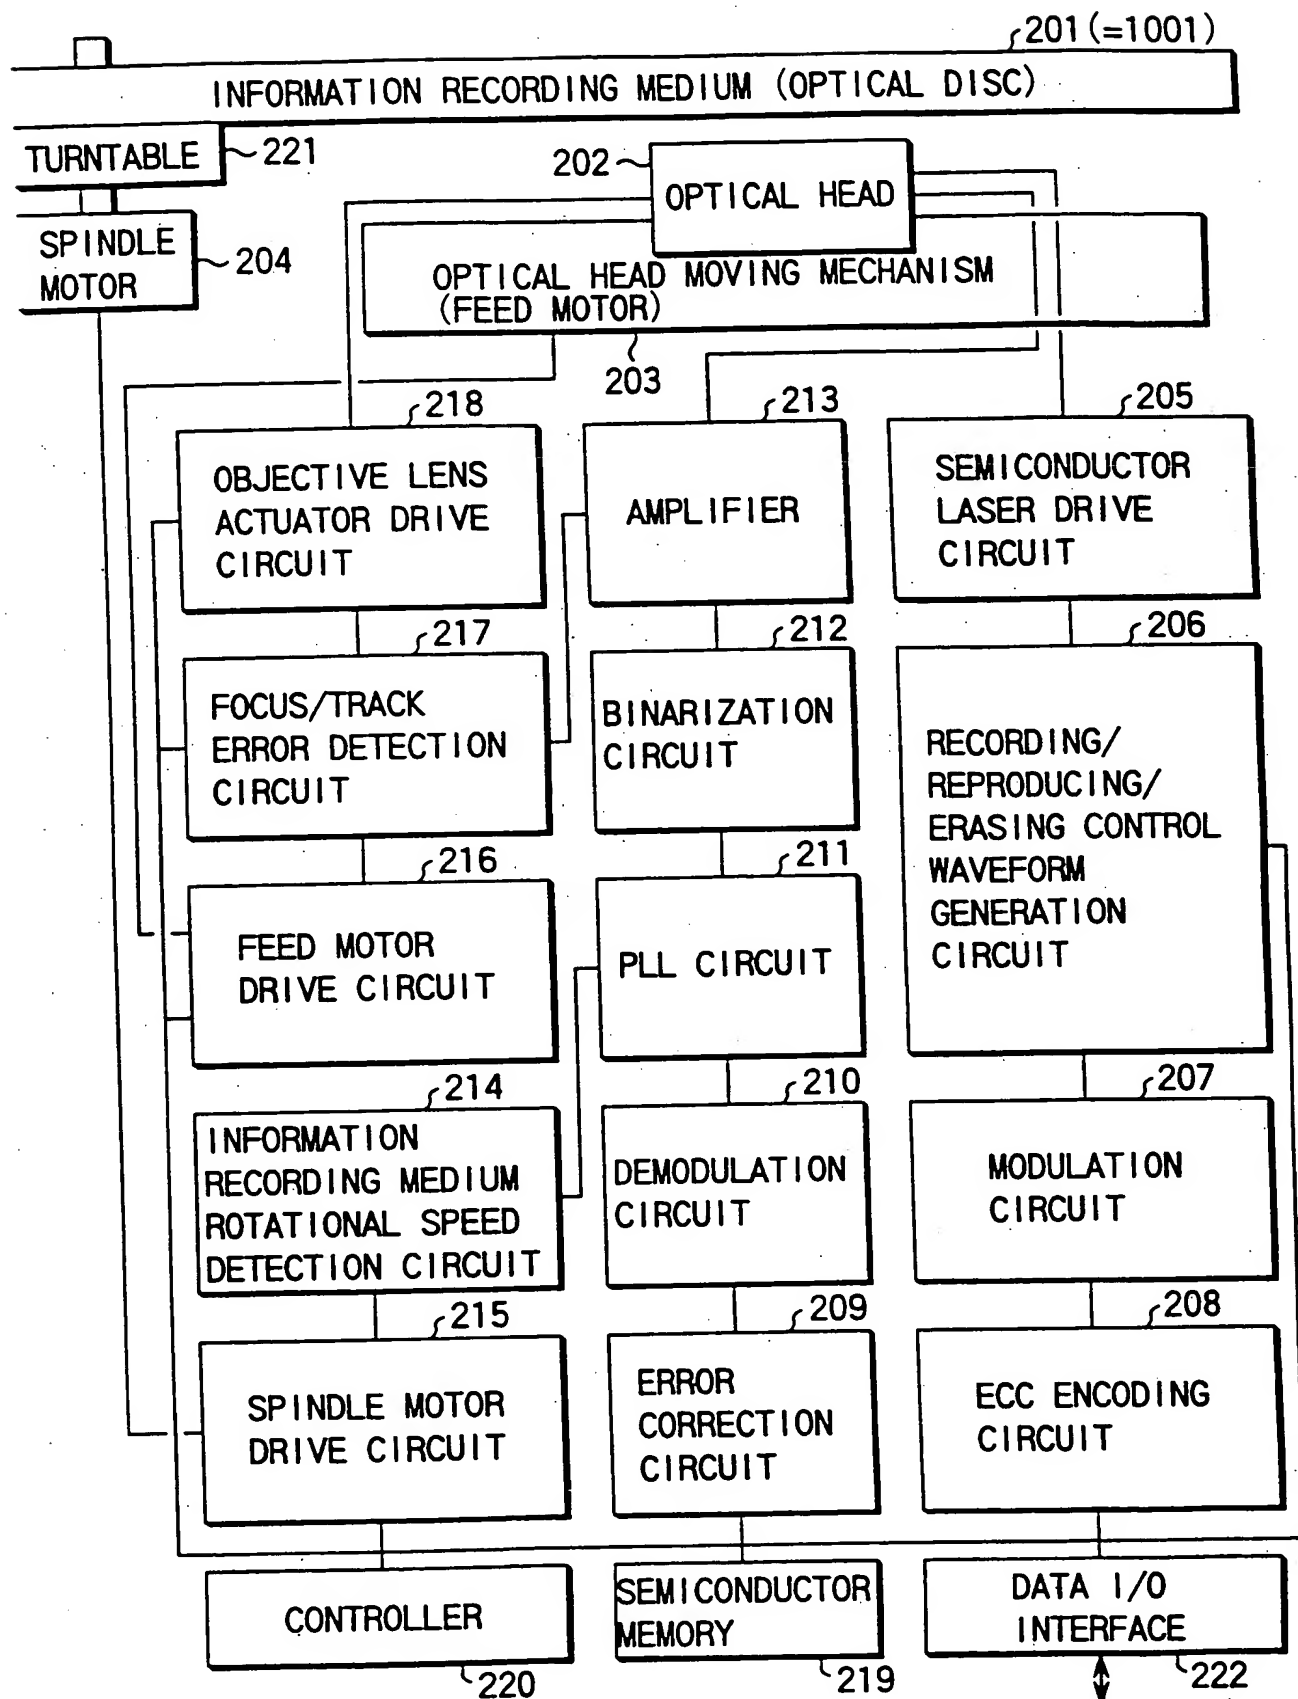 201 (=1001)
INFORMATION RECORDING MEDIUM (OPTICAL DISC)
TURNTABLE
221
202
OPTICAL HEAD
SPINDLE
MOTOR
204
OPTICAL HEAD MOVING MECHANISM
(FEED MOTOR)
203
218
213
205
OBJECTIVE LENS
ACTUATOR DRIVE
CIRCUIT
AMPLIFIER
SEMICONDUCTOR
LASER DRIVE
CIRCUIT
217
212
206
FOCUS/TRACK
ERROR DETECTION
CIRCUIT
BINARIZATION
CIRCUIT
RECORDING/
REPRODUCING/
ERASING CONTROL
WAVEFORM
GENERATION
CIRCUIT
216
211
FEED MOTOR
DRIVE CIRCUIT
PLL CIRCUIT
214
210
207
INFORMATION
RECORDING MEDIUM
ROTATIONAL SPEED
DETECTION CIRCUIT
DEMODULATION
CIRCUIT
MODULATION
CIRCUIT
215
209
208
SPINDLE MOTOR
DRIVE CIRCUIT
ERROR
CORRECTION
CIRCUIT
ECC ENCODING
CIRCUIT
CONTROLLER
SEMICONDUCTOR
MEMORY
DATA I/O
INTERFACE
220
219
222